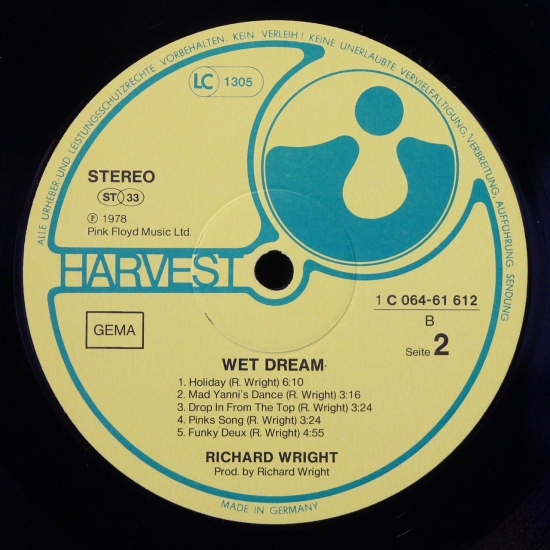 ALLE URHEBER- UND LEISTUNGSSCHUTZRECHTE VORBEHALTEN. KEIN VERLEIH! KEINE UNERLAUBTE VERVIELFÄLTIGUNG, VERBREITUNG, AUFFÜHRUNG, SENDUNG
LC 1305
STEREO
ST 33
℗ 1978
Pink Floyd Music Ltd.
HARVEST
1 C 064-61 612
B
Seite 2
GEMA
WET DREAM
1. Holiday (R. Wright) 6:10
2. Mad Yanni's Dance (R. Wright) 3:16
3. Drop In From The Top (R. Wright) 3:24
4. Pinks Song (R. Wright) 3:24
5. Funky Deux (R. Wright) 4:55
RICHARD WRIGHT
Prod. by Richard Wright
MADE IN GERMANY